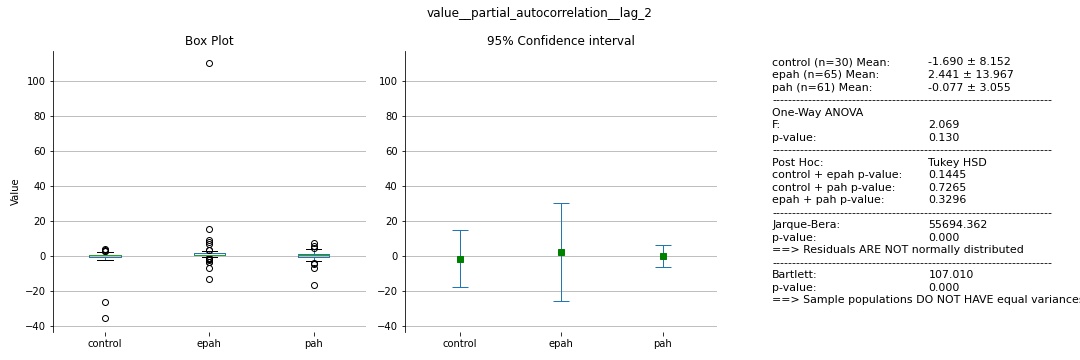 value__partial_autocorrelation__lag_2
Box Plot
Value
100
80
60
40
20
0
−20
−40
control
epah
pah
95% Confidence interval
100
80
60
40
20
0
−20
−40
control
epah
pah
control (n=30) Mean: -1.690 ± 8.152
epah (n=65) Mean: 2.441 ± 13.967
pah (n=61) Mean: -0.077 ± 3.055
One-Way ANOVA
F: 2.069
p-value: 0.130
Post Hoc: Tukey HSD
control + epah p-value: 0.1445
control + pah p-value: 0.7265
epah + pah p-value: 0.3296
Jarque-Bera: 55694.362
p-value: 0.000
==> Residuals ARE NOT normally distributed
Bartlett: 107.010
p-value: 0.000
==> Sample populations DO NOT HAVE equal variances